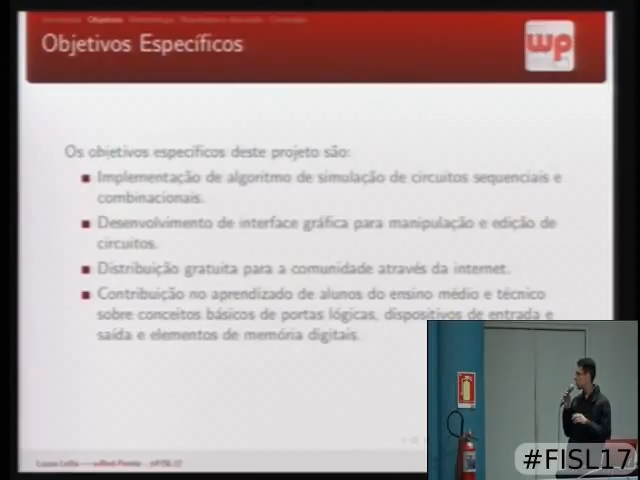 Objetivos
Objetivos Específicos
wp
Os objetivos específicos deste projeto são:
Implementação de algoritmo de simulação de circuitos sequenciais e
combinacionais.
Desenvolvimento de interface gráfica para manipulação e edição de
circuitos.
Distribuição gratuita para a comunidade através da internet.
Contribuição no aprendizado de alunos do ensino médio e técnico
sobre conceitos básicos de portas lógicas, dispositivos de entrada e
saída e elementos de memória digitais.
#FISL17